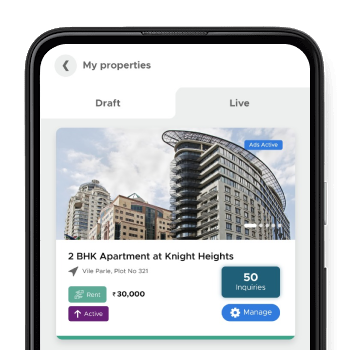 My properties
Draft
Live
Ads Active
2 BHK Apartment at Knight Heights
Vile Parle, Plot No 321
Rent
₹30,000
50
Inquiries
Active
Manage